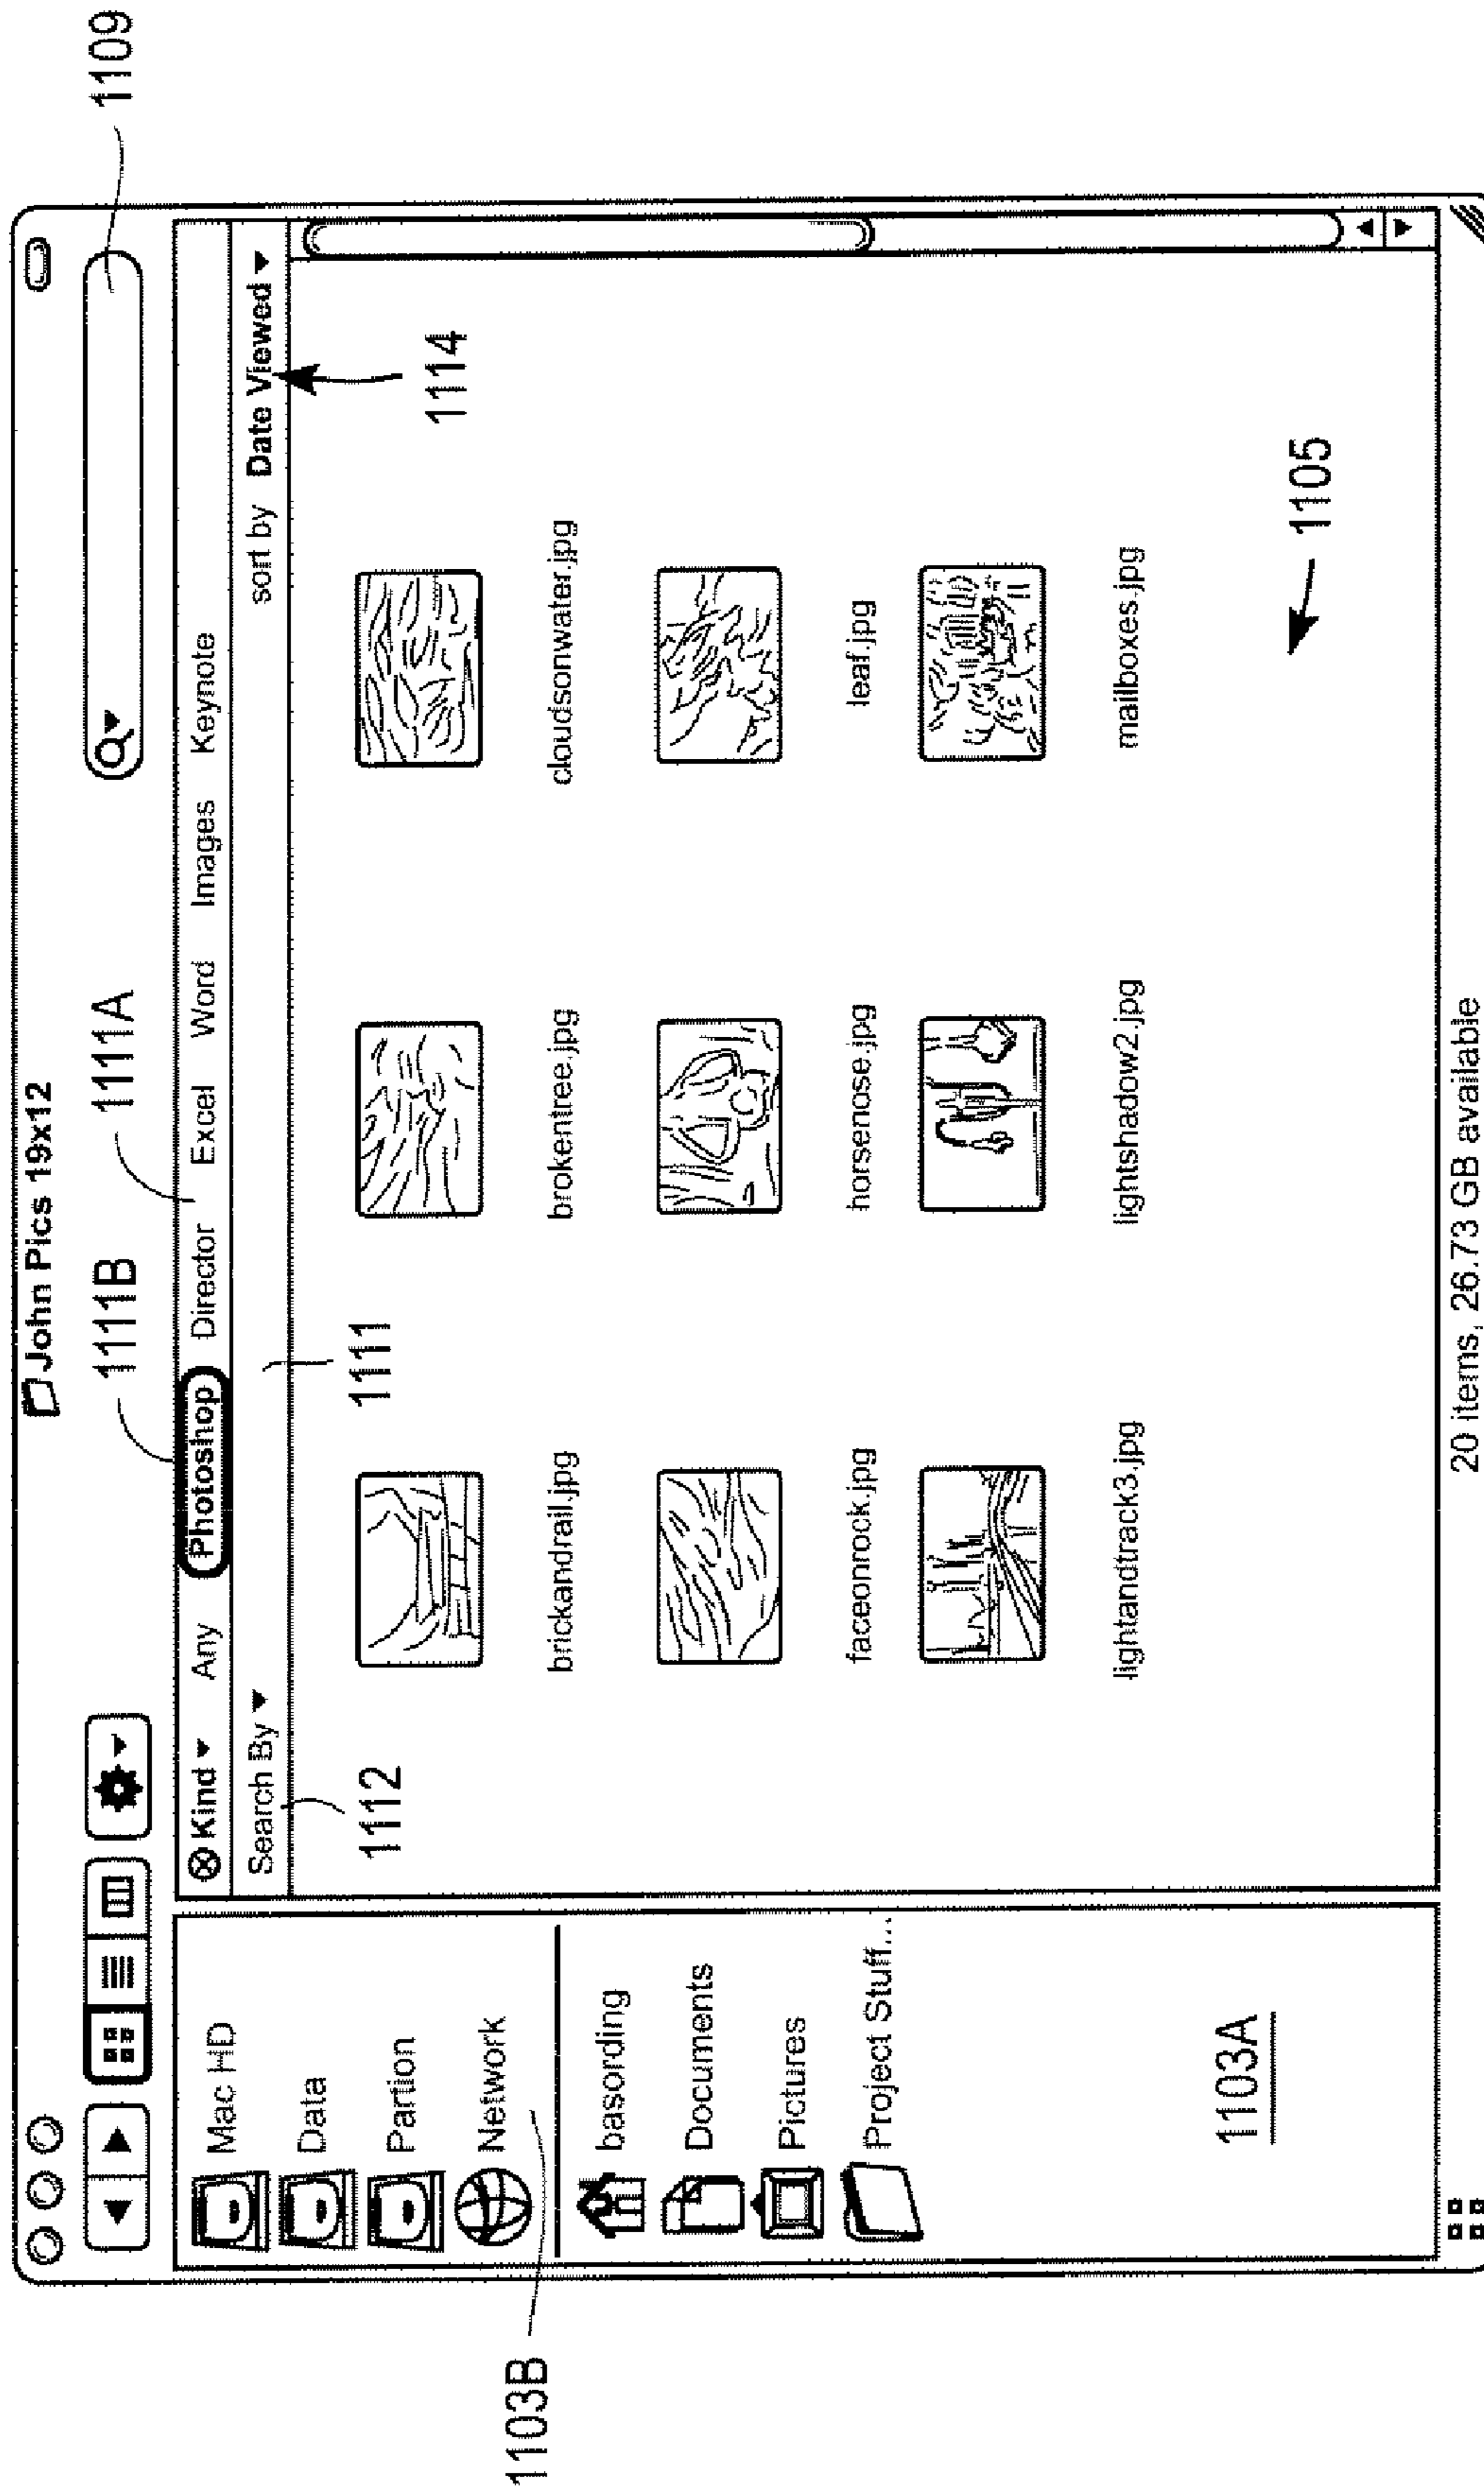 John Pics 19x12
1109
1111B
1111A
Kind Any Photoshop Director Excel Word Images Keynote
Search By sort by Date Viewed
1112
1111
1114
Mac HD
Data
Partion
Network
1103B
basording
Documents
Pictures
Project Stuff...
1103A
brickandrail.jpg brokentree.jpg cloudsonwater.jpg
faceonrock.jpg horsenose.jpg leaf.jpg
lightandtrack3.jpg lightshadow2.jpg mailboxes.jpg
1105
20 items, 26.73 GB available